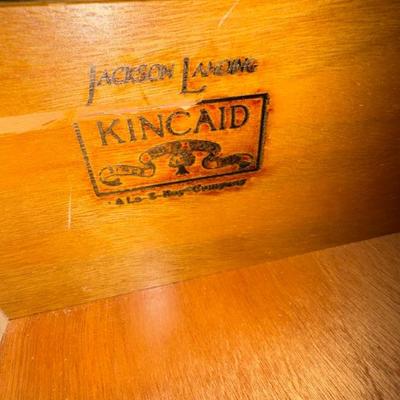 JACKSON LANDING
KINCAID
A La-Z-Boy Company